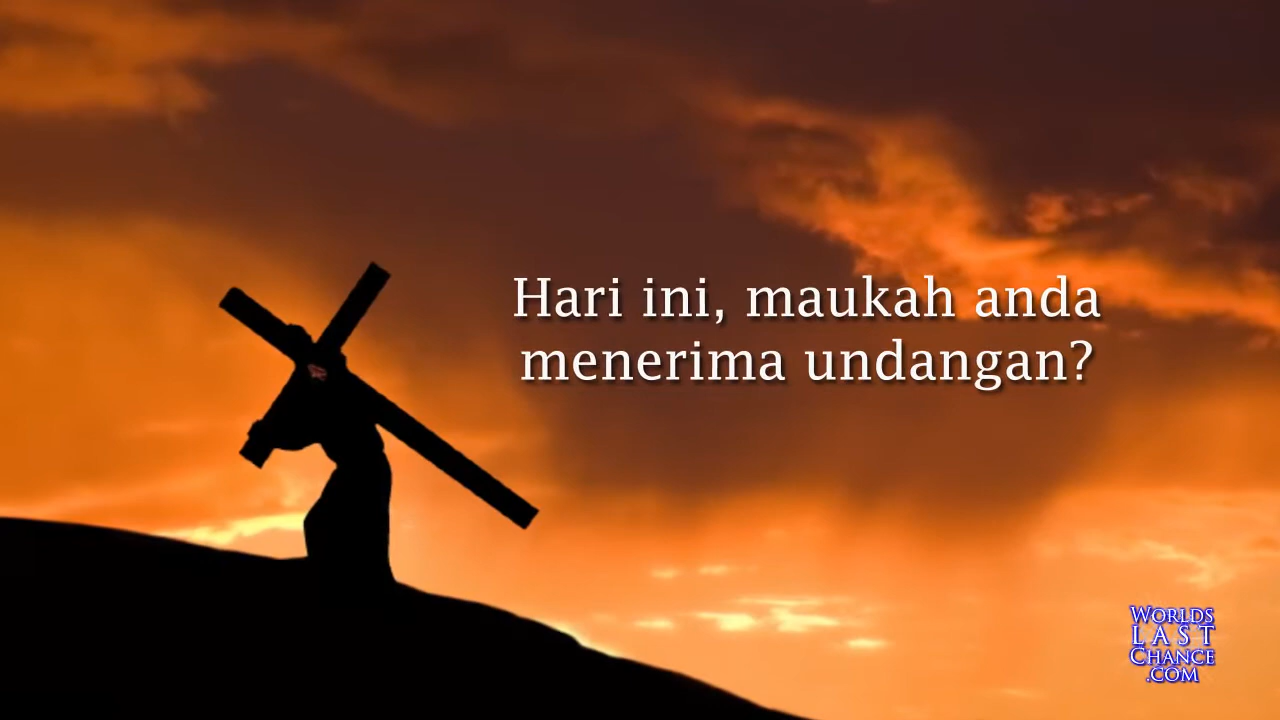 Hari ini, maukah anda
menerima undangan?
WORLDS
LAST
CHANCE
.COM